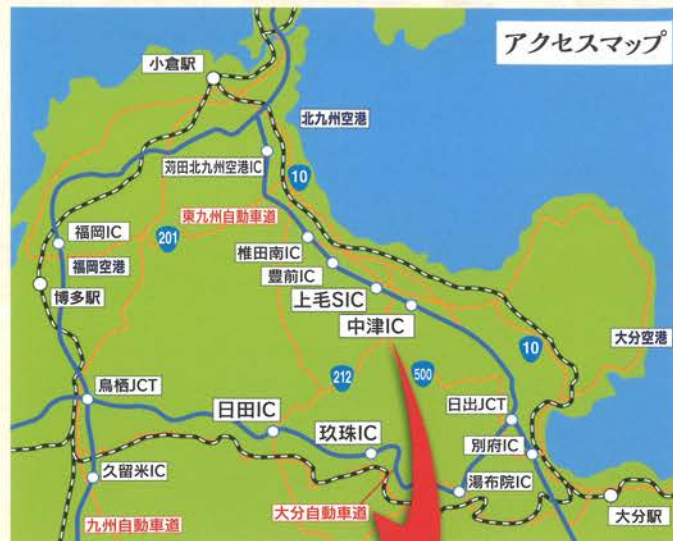 アクセスマップ
小倉駅
北九州空港
苅田北九州空港IC
10
東九州自動車道
福岡IC
201
椎田南IC
福岡空港
豊前IC
博多駅
上毛SIC
中津IC
大分空港
10
212
500
鳥栖JCT
日田IC
日出JCT
玖珠IC
別府IC
久留米IC
湯布院IC
九州自動車道
大分自動車道
大分駅